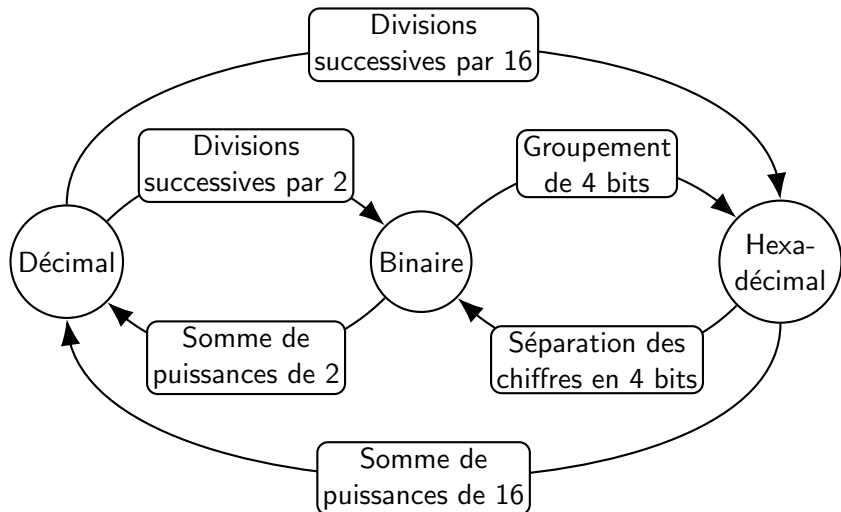 Divisions
successives par 16
Divisions
successives par 2
Groupement
de 4 bits
Décimal
Binaire
Hexa-
décimal
Somme de
puissances de 2
Séparation des
chiffres en 4 bits
Somme de
puissances de 16